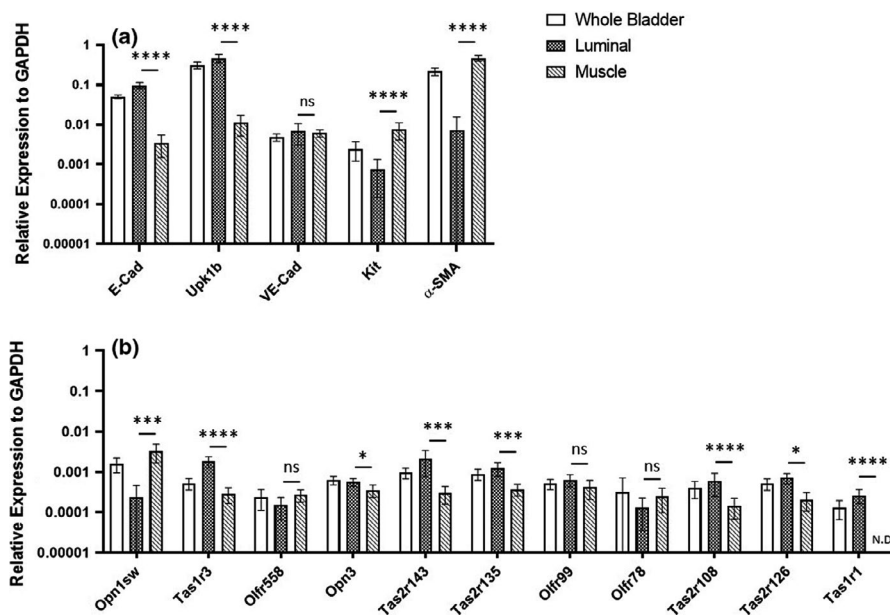 Whole Bladder
Luminal
Muscle
(a)
Relative Expression to GAPDH
1
0.1
0.01
0.001
0.0001
0.00001
****
****
ns
****
****
E-Cad
Upk1b
VE-Cad
Kit
α-SMA
(b)
Relative Expression to GAPDH
1
0.1
0.01
0.001
0.0001
0.00001
***
****
ns
*
***
***
ns
ns
****
*
****
N.D
Opn1sw
Tas1r3
Olfr558
Opn3
Tas2r143
Tas2r135
Olfr99
Olfr78
Tas2r108
Tas2r126
Tas1r1